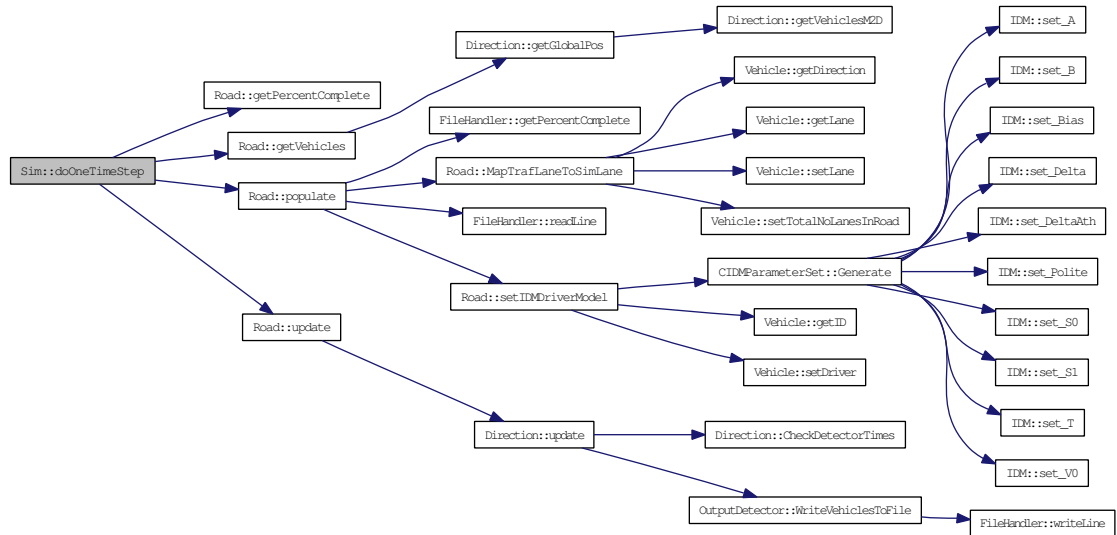 Sim::doOneTimeStep
Road::getPercentComplete
Road::getVehicles
Road::populate
Road::update
Direction::getGlobalPos
FileHandler::getPercentComplete
Road::MapTrafLaneToSimLane
FileHandler::readLine
Road::setIDMDriverModel
Direction::update
Direction::getVehiclesM2D
Vehicle::getDirection
Vehicle::getLane
Vehicle::setLane
Vehicle::setTotalNoLanesInRoad
CIDMParameterSet::Generate
Vehicle::getID
Vehicle::setDriver
Direction::CheckDetectorTimes
OutputDetector::WriteVehiclesToFile
IDM::set_A
IDM::set_B
IDM::set_Bias
IDM::set_Delta
IDM::set_DeltaAth
IDM::set_Polite
IDM::set_S0
IDM::set_S1
IDM::set_T
IDM::set_V0
FileHandler::writeLine